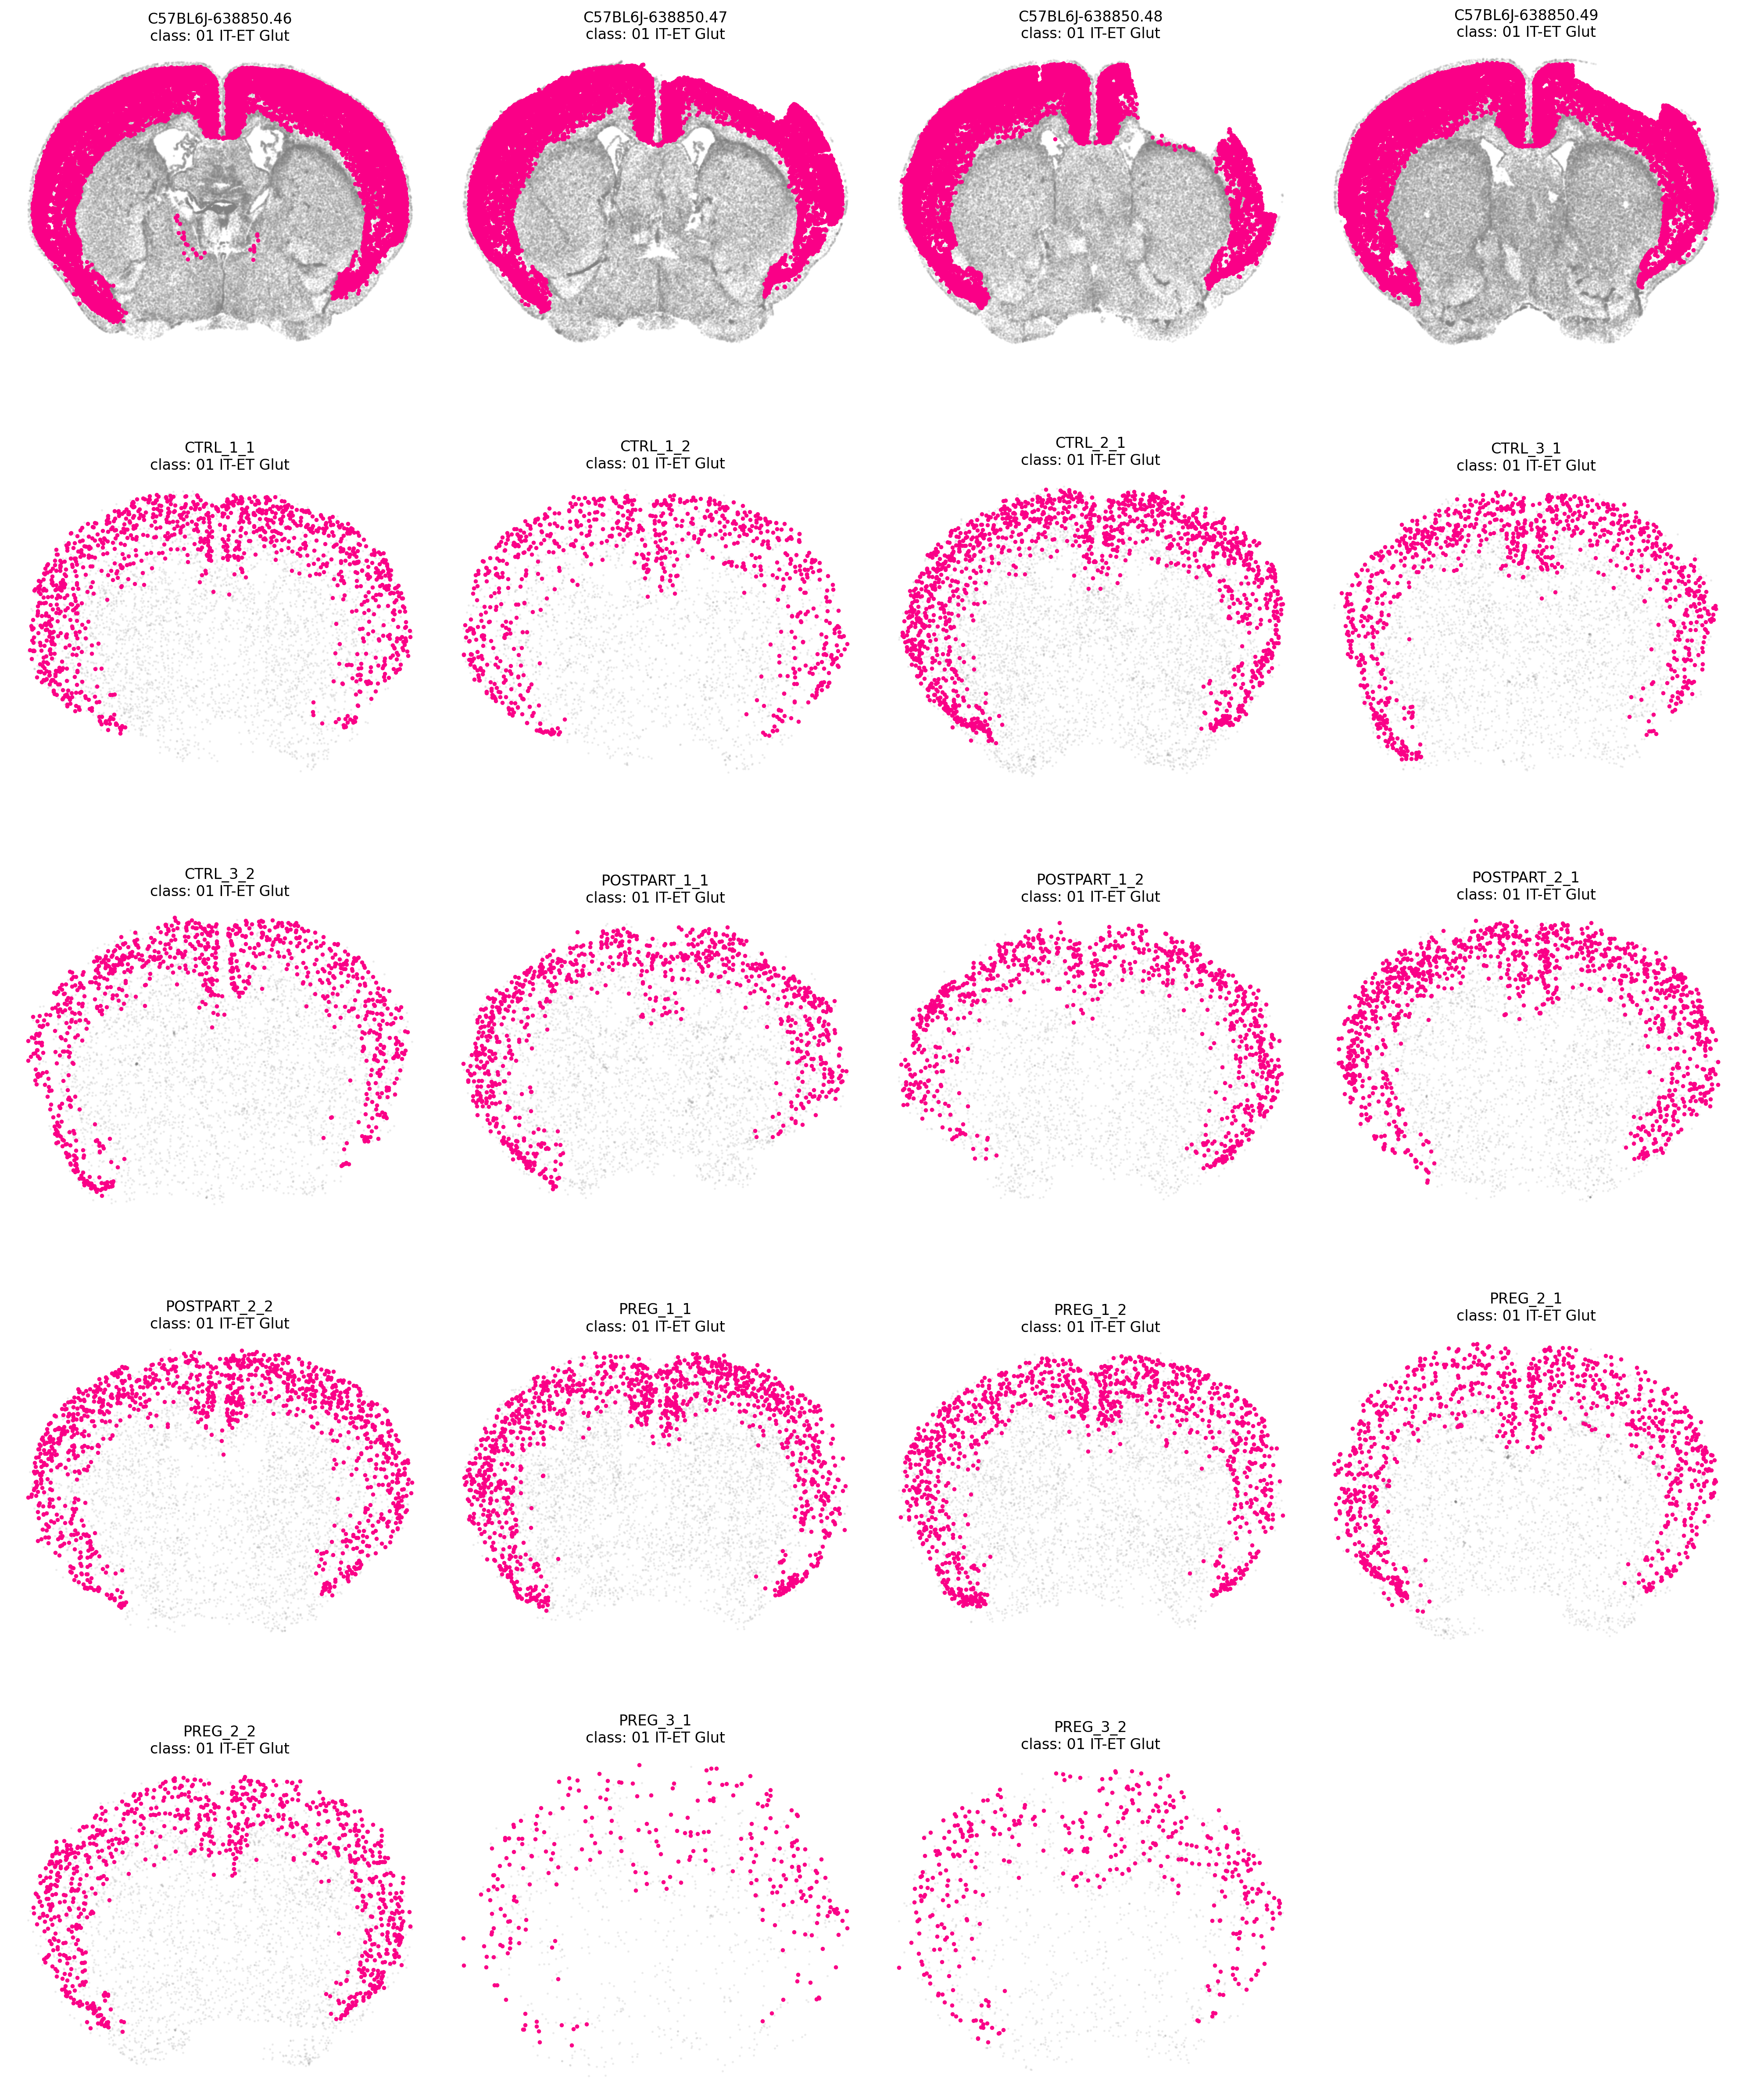 C57BL6J-638850.46
class: 01 IT-ET Glut
C57BL6J-638850.47
class: 01 IT-ET Glut
C57BL6J-638850.48
class: 01 IT-ET Glut
C57BL6J-638850.49
class: 01 IT-ET Glut
CTRL_1_1
class: 01 IT-ET Glut
CTRL_1_2
class: 01 IT-ET Glut
CTRL_2_1
class: 01 IT-ET Glut
CTRL_3_1
class: 01 IT-ET Glut
CTRL_3_2
class: 01 IT-ET Glut
POSTPART_1_1
class: 01 IT-ET Glut
POSTPART_1_2
class: 01 IT-ET Glut
POSTPART_2_1
class: 01 IT-ET Glut
POSTPART_2_2
class: 01 IT-ET Glut
PREG_1_1
class: 01 IT-ET Glut
PREG_1_2
class: 01 IT-ET Glut
PREG_2_1
class: 01 IT-ET Glut
PREG_2_2
class: 01 IT-ET Glut
PREG_3_1
class: 01 IT-ET Glut
PREG_3_2
class: 01 IT-ET Glut